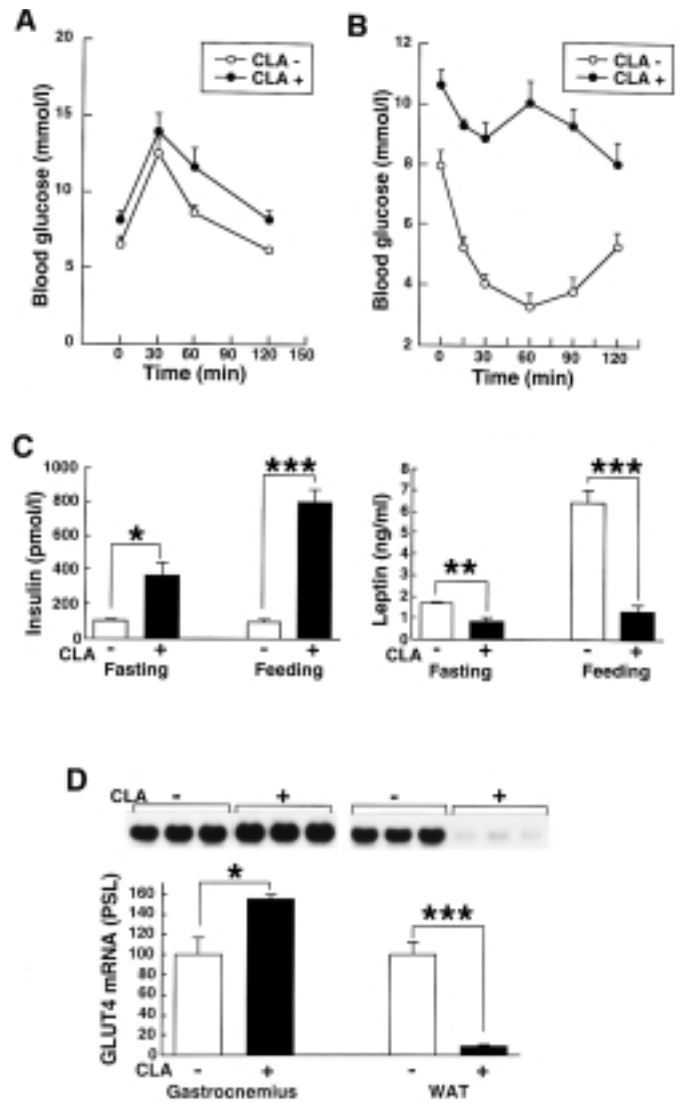 A
20
15
10
5
0
CLA -
CLA +
Blood glucose (mmol/l)
0 30 60 90 120 150
Time (min)
B
12
10
8
6
4
2
CLA -
CLA +
Blood glucose (mmol/l)
0 30 60 90 120
Time (min)
C
1000
800
600
400
200
0
Insulin (pmol/l)
*
***
CLA - + - +
Fasting Feeding
8
7
6
5
4
3
2
1
0
Leptin (ng/ml)
**
***
CLA - + - +
Fasting Feeding
D
CLA - + - +
160
140
120
100
80
60
40
20
0
GLUT4 mRNA (PSL)
*
***
CLA - + - +
Gastrocnemius WAT